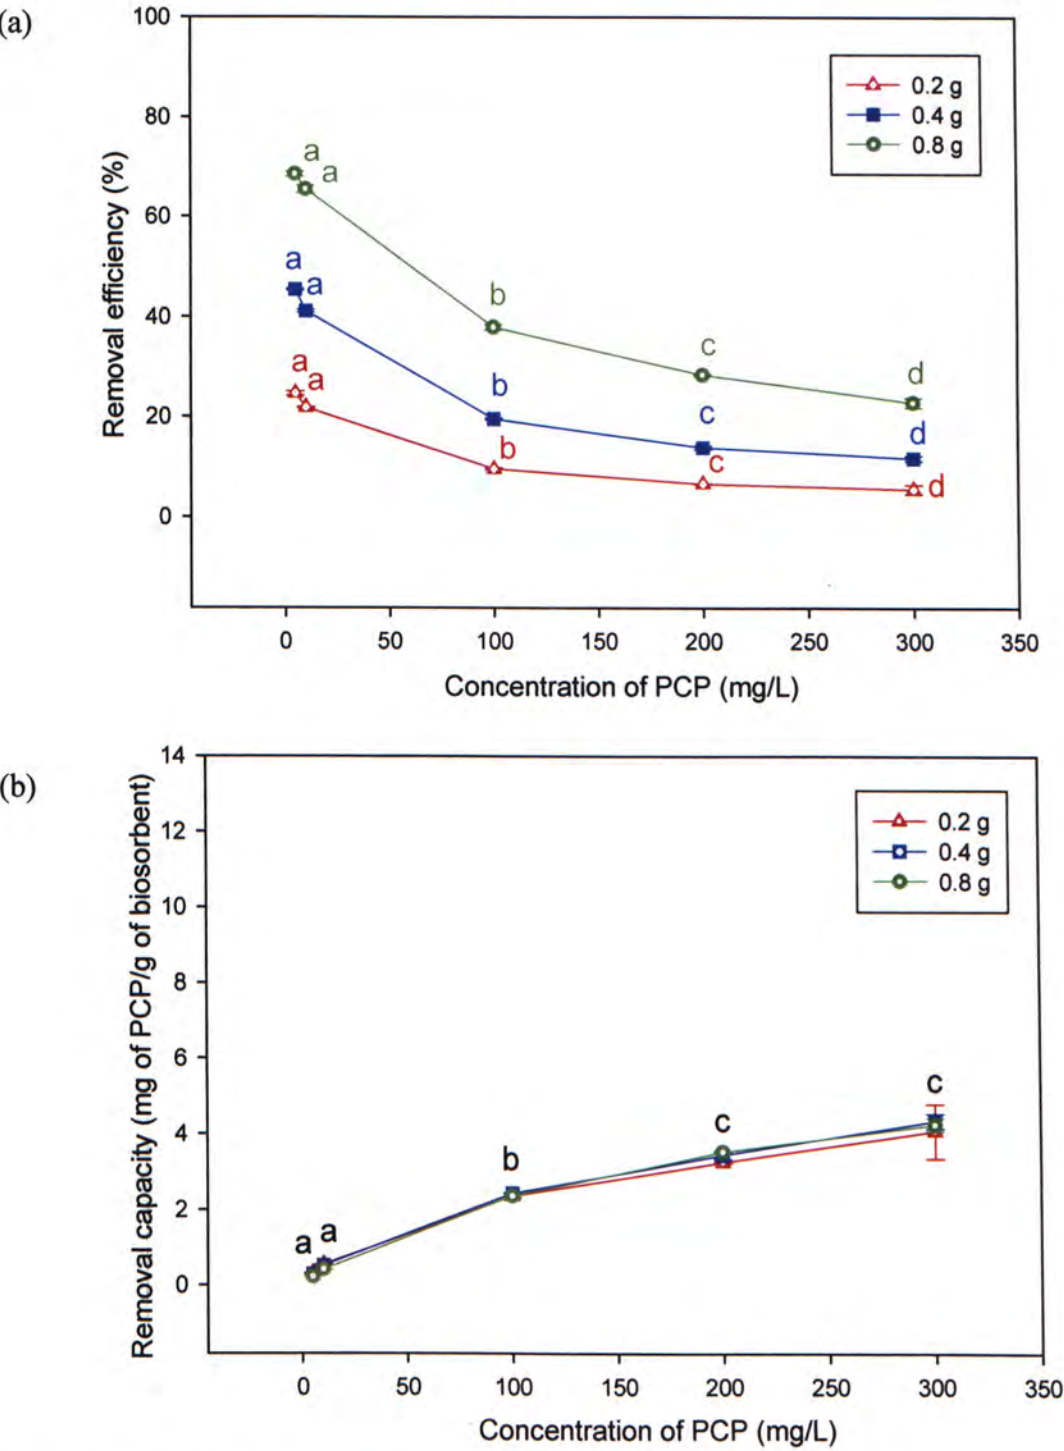 (a)
100
80
60
40
20
0
Removal efficiency (%)
0.2 g
0.4 g
0.8 g
a
a
b
c
d
a
a
b
c
d
a
a
b
c
d
0 50 100 150 200 250 300 350
Concentration of PCP (mg/L)
(b)
14
12
10
8
6
4
2
0
Removal capacity (mg of PCP/g of biosorbent)
0.2 g
0.4 g
0.8 g
a
a
b
c
c
0 50 100 150 200 250 300 350
Concentration of PCP (mg/L)